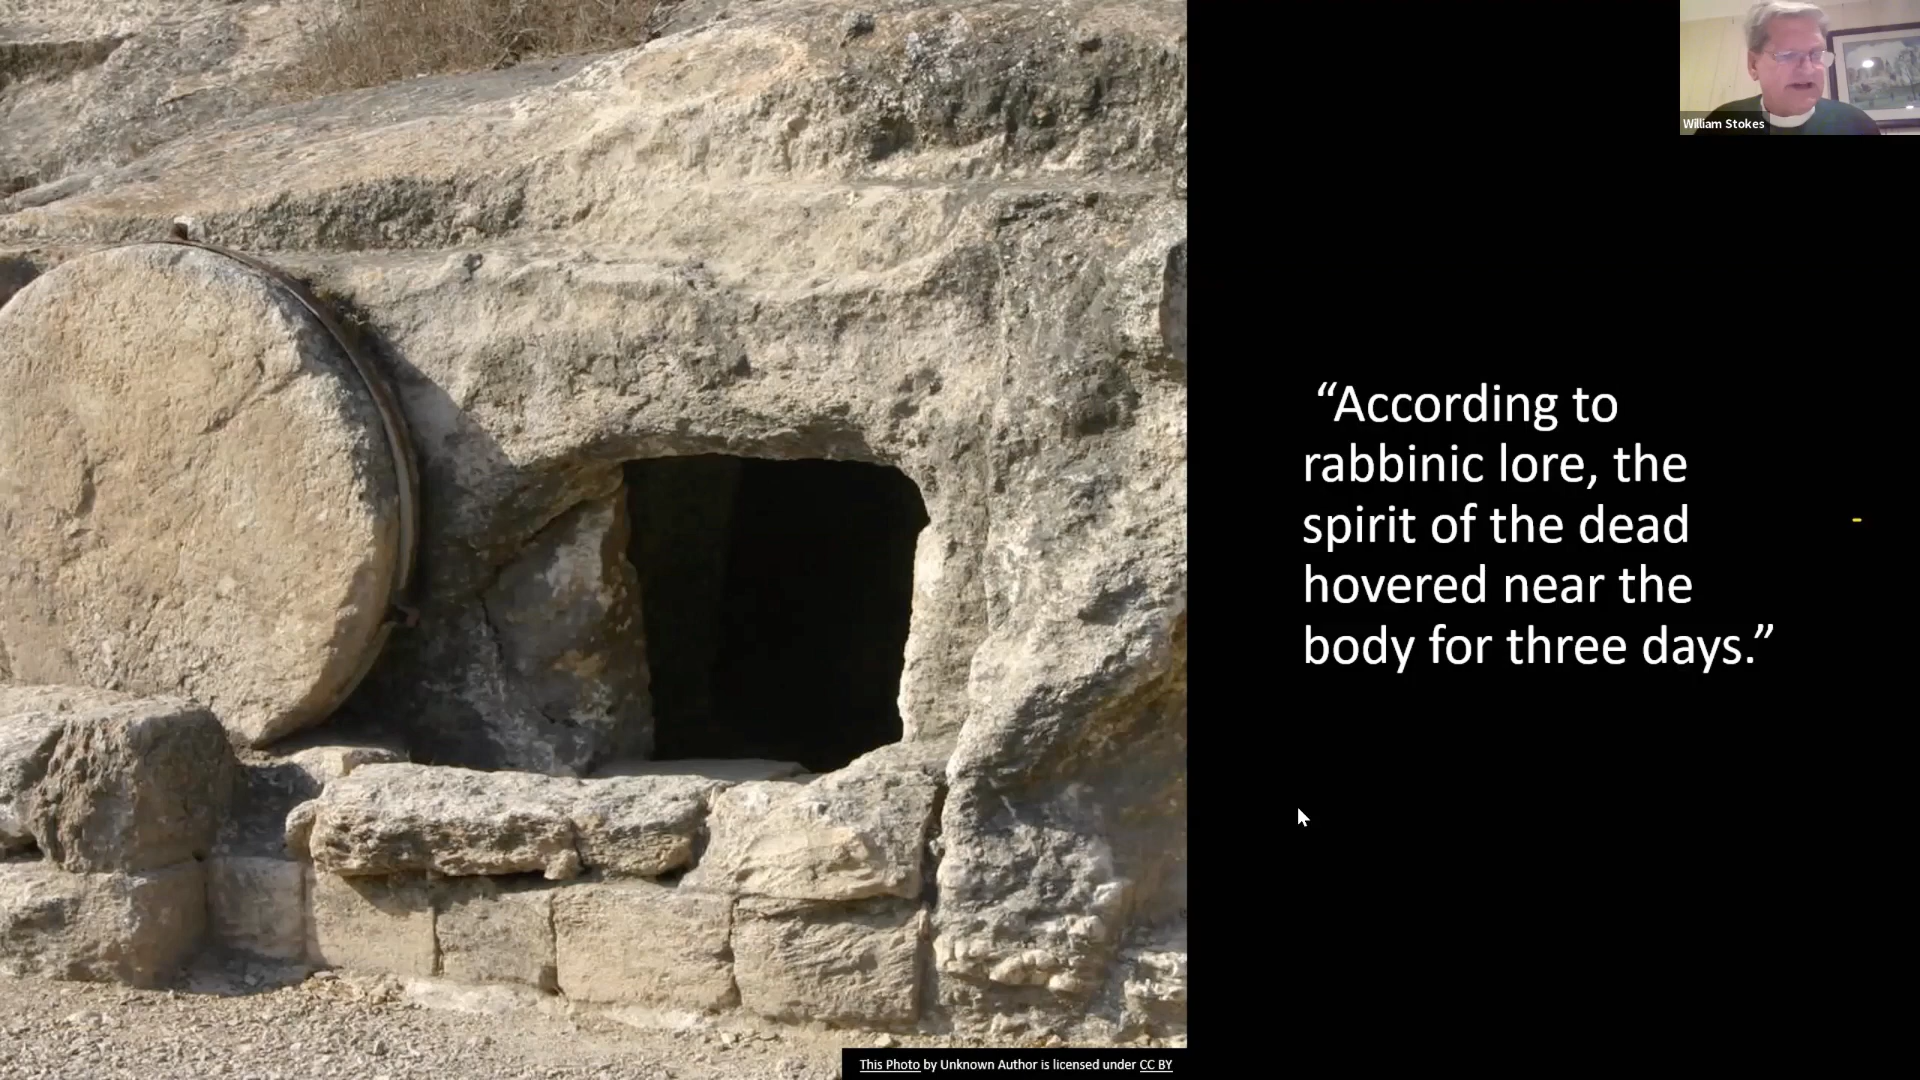 William Stokes
“According to
rabbinic lore, the
spirit of the dead
hovered near the
body for three days.”
This Photo by Unknown Author is licensed under CC BY